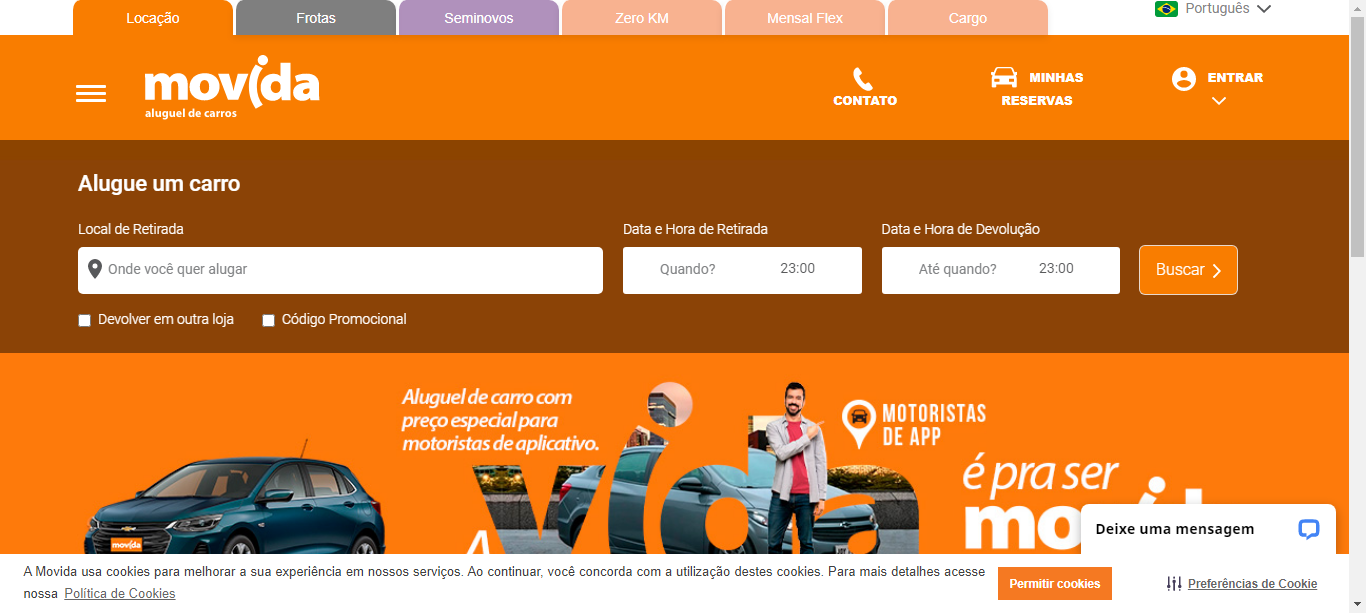 Locação
Frotas
Seminovos
Zero KM
Mensal Flex
Cargo
Português
movida
aluguel de carros
CONTATO
MINHAS
RESERVAS
ENTRAR
Alugue um carro
Local de Retirada
Data e Hora de Retirada
Data e Hora de Devolução
Onde você quer alugar
Quando?
23:00
Até quando?
23:00
Buscar
Devolver em outra loja
Código Promocional
Aluguel de carro com
preço especial para
motoristas de aplicativo.
vida
MOTORISTAS
DE APP
é pra ser
movida
Deixe uma mensagem
A Movida usa cookies para melhorar a sua experiência em nossos serviços. Ao continuar, você concorda com a utilização destes cookies. Para mais detalhes acesse
nossa Política de Cookies
Permitir cookies
Preferências de Cookie